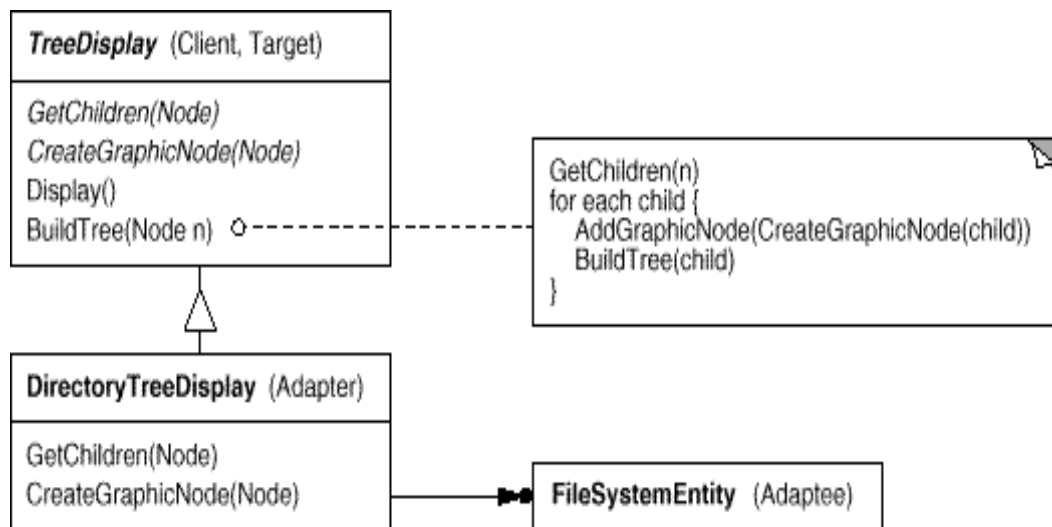 TreeDisplay (Client, Target)
GetChildren(Node)
CreateGraphicNode(Node)
Display()
BuildTree(Node n)
GetChildren(n)
for each child {
AddGraphicNode(CreateGraphicNode(child))
BuildTree(child)
}
DirectoryTreeDisplay (Adapter)
GetChildren(Node)
CreateGraphicNode(Node)
FileSystemEntity (Adaptee)